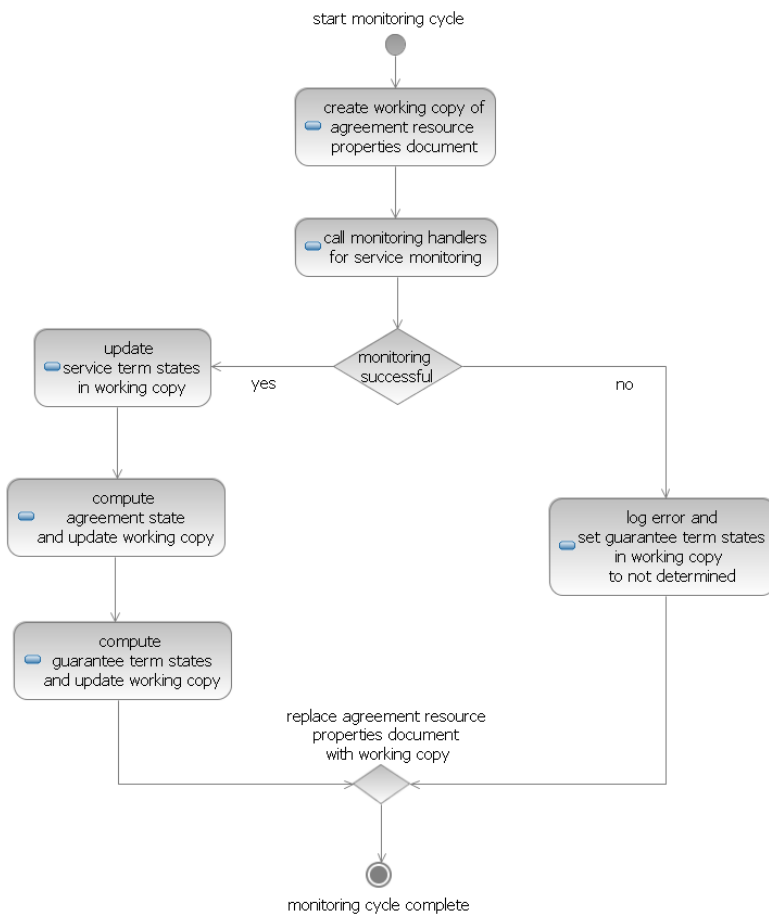 start monitoring cycle
create working copy of
agreement resource
properties document
call monitoring handlers
for service monitoring
monitoring
successful
yes
no
update
service term states
in working copy
compute
agreement state
and update working copy
log error and
set guarantee term states
in working copy
to not determined
compute
guarantee term states
and update working copy
replace agreement resource
properties document
with working copy
monitoring cycle complete